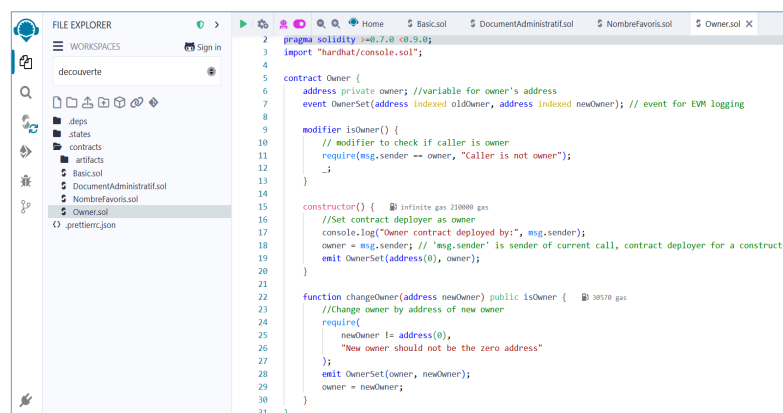 FILE EXPLORER
WORKSPACES
Sign in
decouverte
.deps
.states
contracts
artifacts
Basic.sol
DocumentAdministratif.sol
NombreFavoris.sol
Owner.sol
.prettierrc.json
Home Basic.sol DocumentAdministratif.sol NombreFavoris.sol Owner.sol
2 pragma solidity >=0.7.0 <0.9.0;
3 import "hardhat/console.sol";
4
5 contract Owner {
6 address private owner; //variable for owner's address
7 event OwnerSet(address indexed oldOwner, address indexed newOwner); // event for EVM logging
8
9 modifier isOwner() {
10 // modifier to check if caller is owner
11 require(msg.sender == owner, "Caller is not owner");
12 _;
13 }
14
15 constructor() { infinite gas 210000 gas
16 //Set contract deployer as owner
17 console.log("Owner contract deployed by:", msg.sender);
18 owner = msg.sender; // 'msg.sender' is sender of current call, contract deployer for a construct
19 emit OwnerSet(address(0), owner);
20 }
21
22 function changeOwner(address newOwner) public isOwner { 30570 gas
23 //Change owner by address of new owner
24 require(
25 newOwner != address(0),
26 "New owner should not be the zero address"
27 );
28 emit OwnerSet(owner, newOwner);
29 owner = newOwner;
30 }
31 }